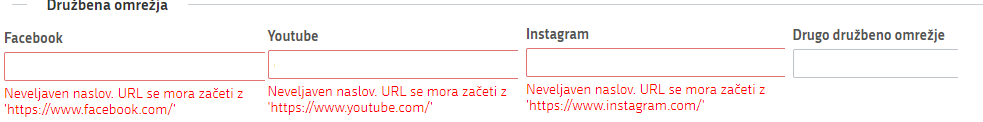 Družbena omrežja
Facebook
Neveljaven naslov. URL se mora začeti z
'https://www.facebook.com/'
Youtube
Neveljaven naslov. URL se mora začeti z
'https://www.youtube.com/'
Instagram
Neveljaven naslov. URL se mora začeti z
'https://www.instagram.com/'
Drugo družbeno omrežje